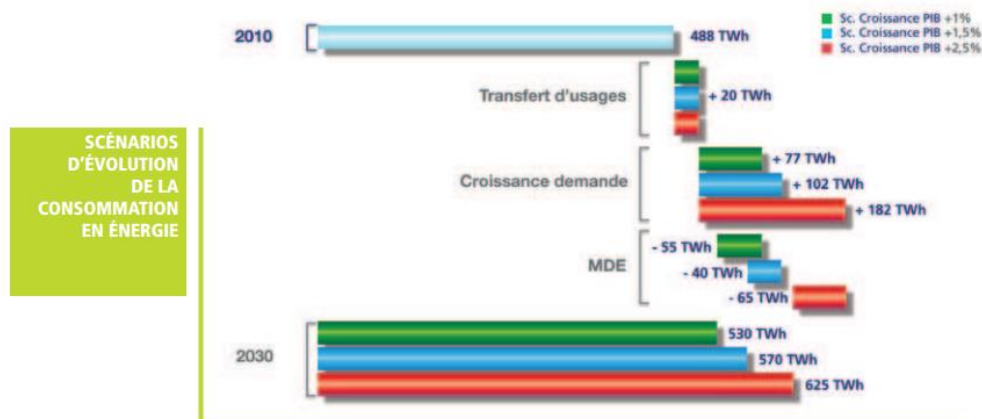 2010
488 TWh
Sc. Croissance PIB +1%
Sc. Croissance PIB +1,5%
Sc. Croissance PIB +2,5%
Transfert d'usages
+ 20 TWh
SCÉNARIOS
D'ÉVOLUTION
DE LA
CONSOMMATION
EN ÉNERGIE
Croissance demande
+ 77 TWh
+ 102 TWh
+ 182 TWh
MDE
- 55 TWh
- 40 TWh
- 65 TWh
2030
530 TWh
570 TWh
625 TWh